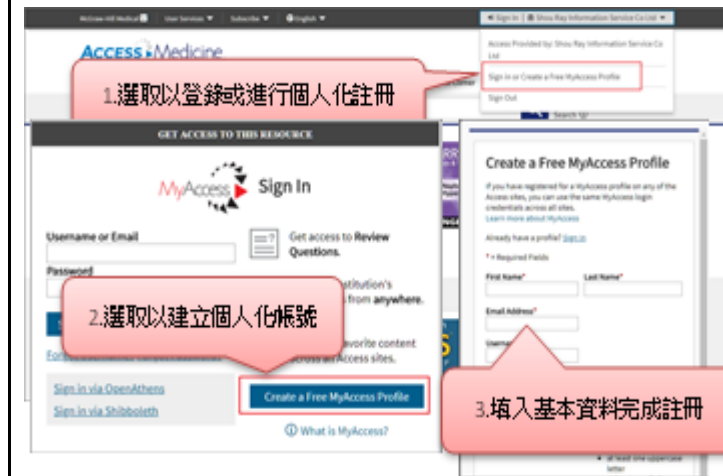 McGraw-Hill Medical
User Services
Subscribe
English
Sign In
Shou Ray Information Service Co Ltd
Access Provided by: Shou Ray Information Service Co Ltd
Sign in or Create a Free MyAccess Profile
Sign Out
ACCESS Medicine
1.選取以登錄或進行個人化註冊
GET ACCESS TO THIS RESOURCE
MyAccess Sign In
Username or Email
Password
Get access to Review
Questions.
from anywhere.
favorite content
across all Access sites.
2.選取以建立個人化帳號
Sign in via OpenAthens
Sign in via Shibboleth
Create a Free MyAccess Profile
What is MyAccess?
Create a Free MyAccess Profile
If you have registered for a MyAccess profile on any of the
Access sites, you can use the same MyAccess login
credentials across all sites.
Learn more about MyAccess
Already have a profile? Sign in
* = Required Fields
First Name*
Last Name*
Email Address*
3.填入基本資料完成註冊
at least one uppercase
letter